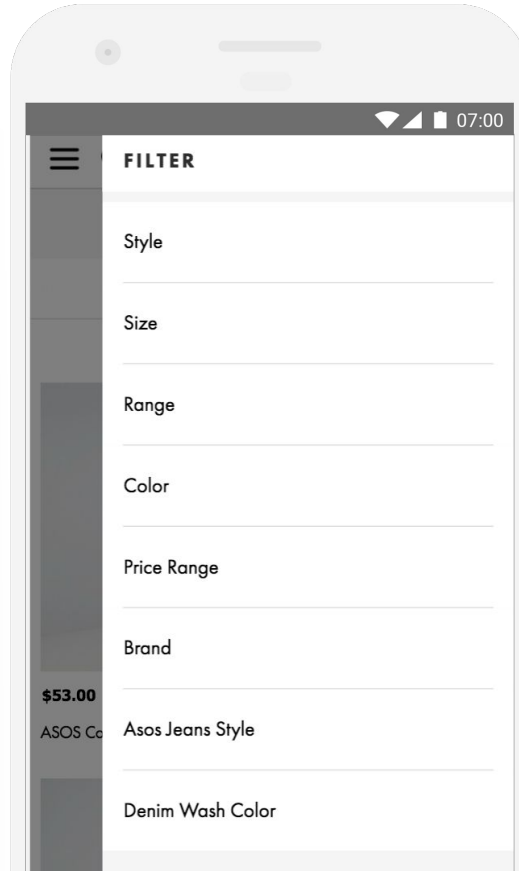 07:00
FILTER
Style
Size
Range
Color
Price Range
Brand
$53.00
ASOS Co
Asos Jeans Style
Denim Wash Color